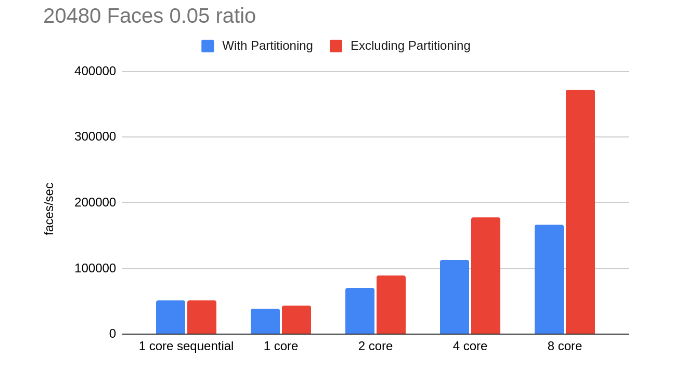 20480 Faces 0.05 ratio
With Partitioning Excluding Partitioning
400000
300000
200000
100000
0
faces/sec
1 core sequential 1 core 2 core 4 core 8 core